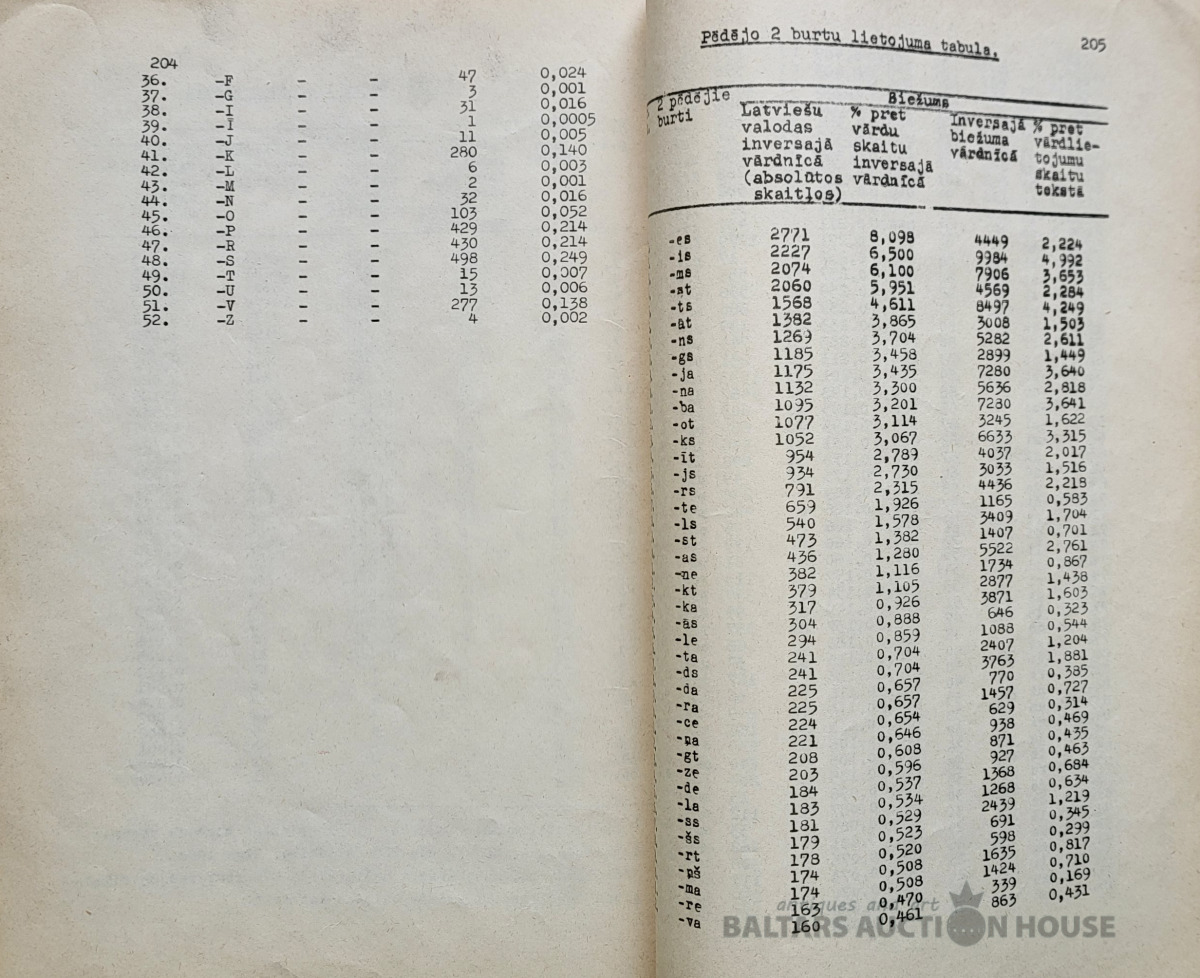 204
36. -F - - 47 0,024
37. -G - - 3 0,001
38. -I - - 31 0,016
39. -Ī - - 1 0,0005
40. -J - - 11 0,005
41. -K - - 280 0,140
42. -L - - 6 0,003
43. -M - - 2 0,001
44. -N - - 32 0,016
45. -O - - 103 0,052
46. -P - - 429 0,214
47. -R - - 430 0,214
48. -S - - 498 0,249
49. -T - - 15 0,007
50. -U - - 13 0,006
51. -V - - 277 0,138
52. -Z - - 4 0,002
Pēdējo 2 burtu lietojuma tabula. 205
2 pēdējie Biežums
burti Latviešu % pret Inversajā % pret
valodas vārdu biežuma vārdlie-
inversajā skaitu vārdnīcā tojumu
vārdnīcā inversajā skaitu
(absolūtos vārdnīcā tekstā
skaitļos)
-es 2771 8,098 4449 2,224
-is 2227 6,500 9984 4,992
-ms 2074 6,100 7906 3,653
-at 2060 5,951 4569 2,284
-ts 1568 4,611 8497 4,249
-āt 1382 3,865 3008 1,503
-ns 1269 3,704 5282 2,611
-gs 1185 3,458 2899 1,449
-ja 1175 3,435 7280 3,640
-na 1132 3,300 5636 2,818
-ba 1095 3,201 7280 3,641
-ot 1077 3,114 3245 1,622
-ks 1052 3,067 6633 3,315
-īt 954 2,789 4037 2,017
-js 934 2,730 3033 1,516
-rs 791 2,315 4436 2,218
-te 659 1,926 1165 0,583
-ls 540 1,578 3409 1,704
-st 473 1,382 1407 0,701
-as 436 1,280 5522 2,761
-ne 382 1,116 1734 0,867
-kt 379 1,105 2877 1,438
-ka 317 0,926 3871 1,603
-ās 304 0,888 646 0,323
-le 294 0,859 1088 0,544
-ta 241 0,704 2407 1,204
-ds 241 0,704 3763 1,881
-da 225 0,657 770 0,385
-ra 225 0,657 1457 0,727
-ce 224 0,654 629 0,314
-pa 221 0,646 938 0,469
-gt 208 0,608 871 0,435
-ze 203 0,596 927 0,463
-de 184 0,537 1368 0,684
-la 183 0,534 1268 0,634
-ss 181 0,529 2439 1,219
-šs 179 0,523 691 0,345
-rt 178 0,520 598 0,299
-pš 174 0,508 1635 0,817
-ma 174 0,508 1424 0,710
-re 163 0,470 339 0,169
-va 160 0,461 863 0,431
antiques and art
BALTARS AUCTION HOUSE